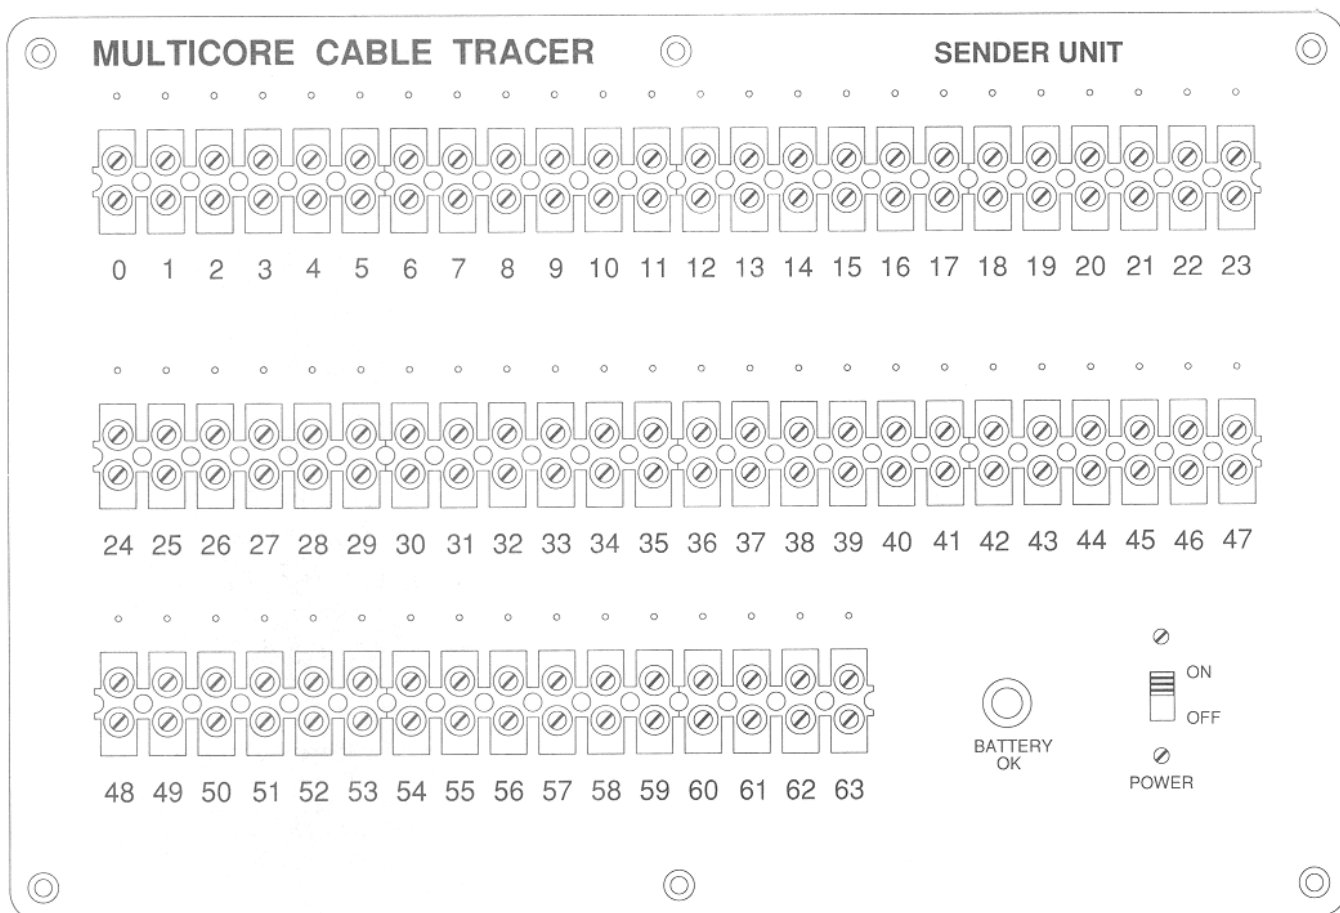 MULTICORE CABLE TRACER SENDER UNIT
0 1 2 3 4 5 6 7 8 9 10 11 12 13 14 15 16 17 18 19 20 21 22 23
24 25 26 27 28 29 30 31 32 33 34 35 36 37 38 39 40 41 42 43 44 45 46 47
ON
OFF
BATTERY
OK
POWER
48 49 50 51 52 53 54 55 56 57 58 59 60 61 62 63